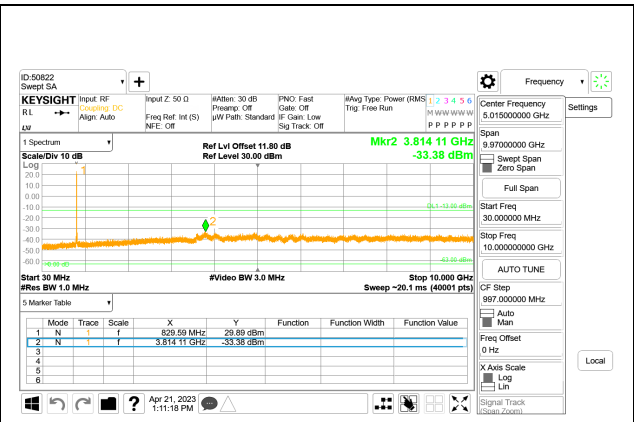 ID:50822
Swept SA
+
Frequency
KEYSIGHT
RL
LXI
Input: RF
Coupling: DC
Align: Auto
Input Z: 50 Ω
Freq Ref: Int (S)
NFE: Off
#Atten: 30 dB
Preamp: Off
µW Path: Standard
PNO: Fast
Gate: Off
IF Gain: Low
Sig Track: Off
#Avg Type: Power (RMS
Trig: Free Run
1 2 3 4 5 6
M W W W W W
P P P P P P
1 Spectrum
Scale/Div 10 dB
Ref Lvl Offset 11.80 dB
Ref Level 30.00 dBm
Mkr2 3.814 11 GHz
-33.38 dBm
Log
20.0
10.0
0.00
-10.0
-20.0
-30.0
-40.0
-50.0
-60.0
1
2
DL1 -13.00 dBm
Start 30 MHz
#Res BW 1.0 MHz
#Video BW 3.0 MHz
Stop 10.000 GHz
Sweep ~20.1 ms (40001 pts)
5 Marker Table
Mode Trace Scale X Y Function Function Width Function Value
1 N 1 f 829.59 MHz 29.89 dBm
2 N 1 f 3.814 11 GHz -33.38 dBm
3
4
5
6
?
Apr 21, 2023
1:11:18 PM
Center Frequency
5.015000000 GHz
Settings
Span
9.97000000 GHz
Swept Span
Zero Span
Full Span
Start Freq
30.000000 MHz
Stop Freq
10.000000000 GHz
AUTO TUNE
CF Step
997.000000 MHz
Auto
Man
Freq Offset
0 Hz
X Axis Scale
Log
Lin
Local
Signal Track
(Span Zoom)